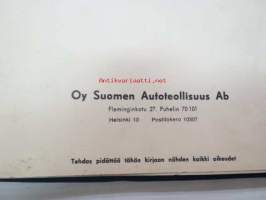 Antikvariaatti.net
Oy Suomen Autoteollisuus Ab
Fleminginkatu 27. Puhelin 70 101
Helsinki 10 Postilokero 10307
Tehdas pidättää tähän kirjaan nähden kaikki oikeudet